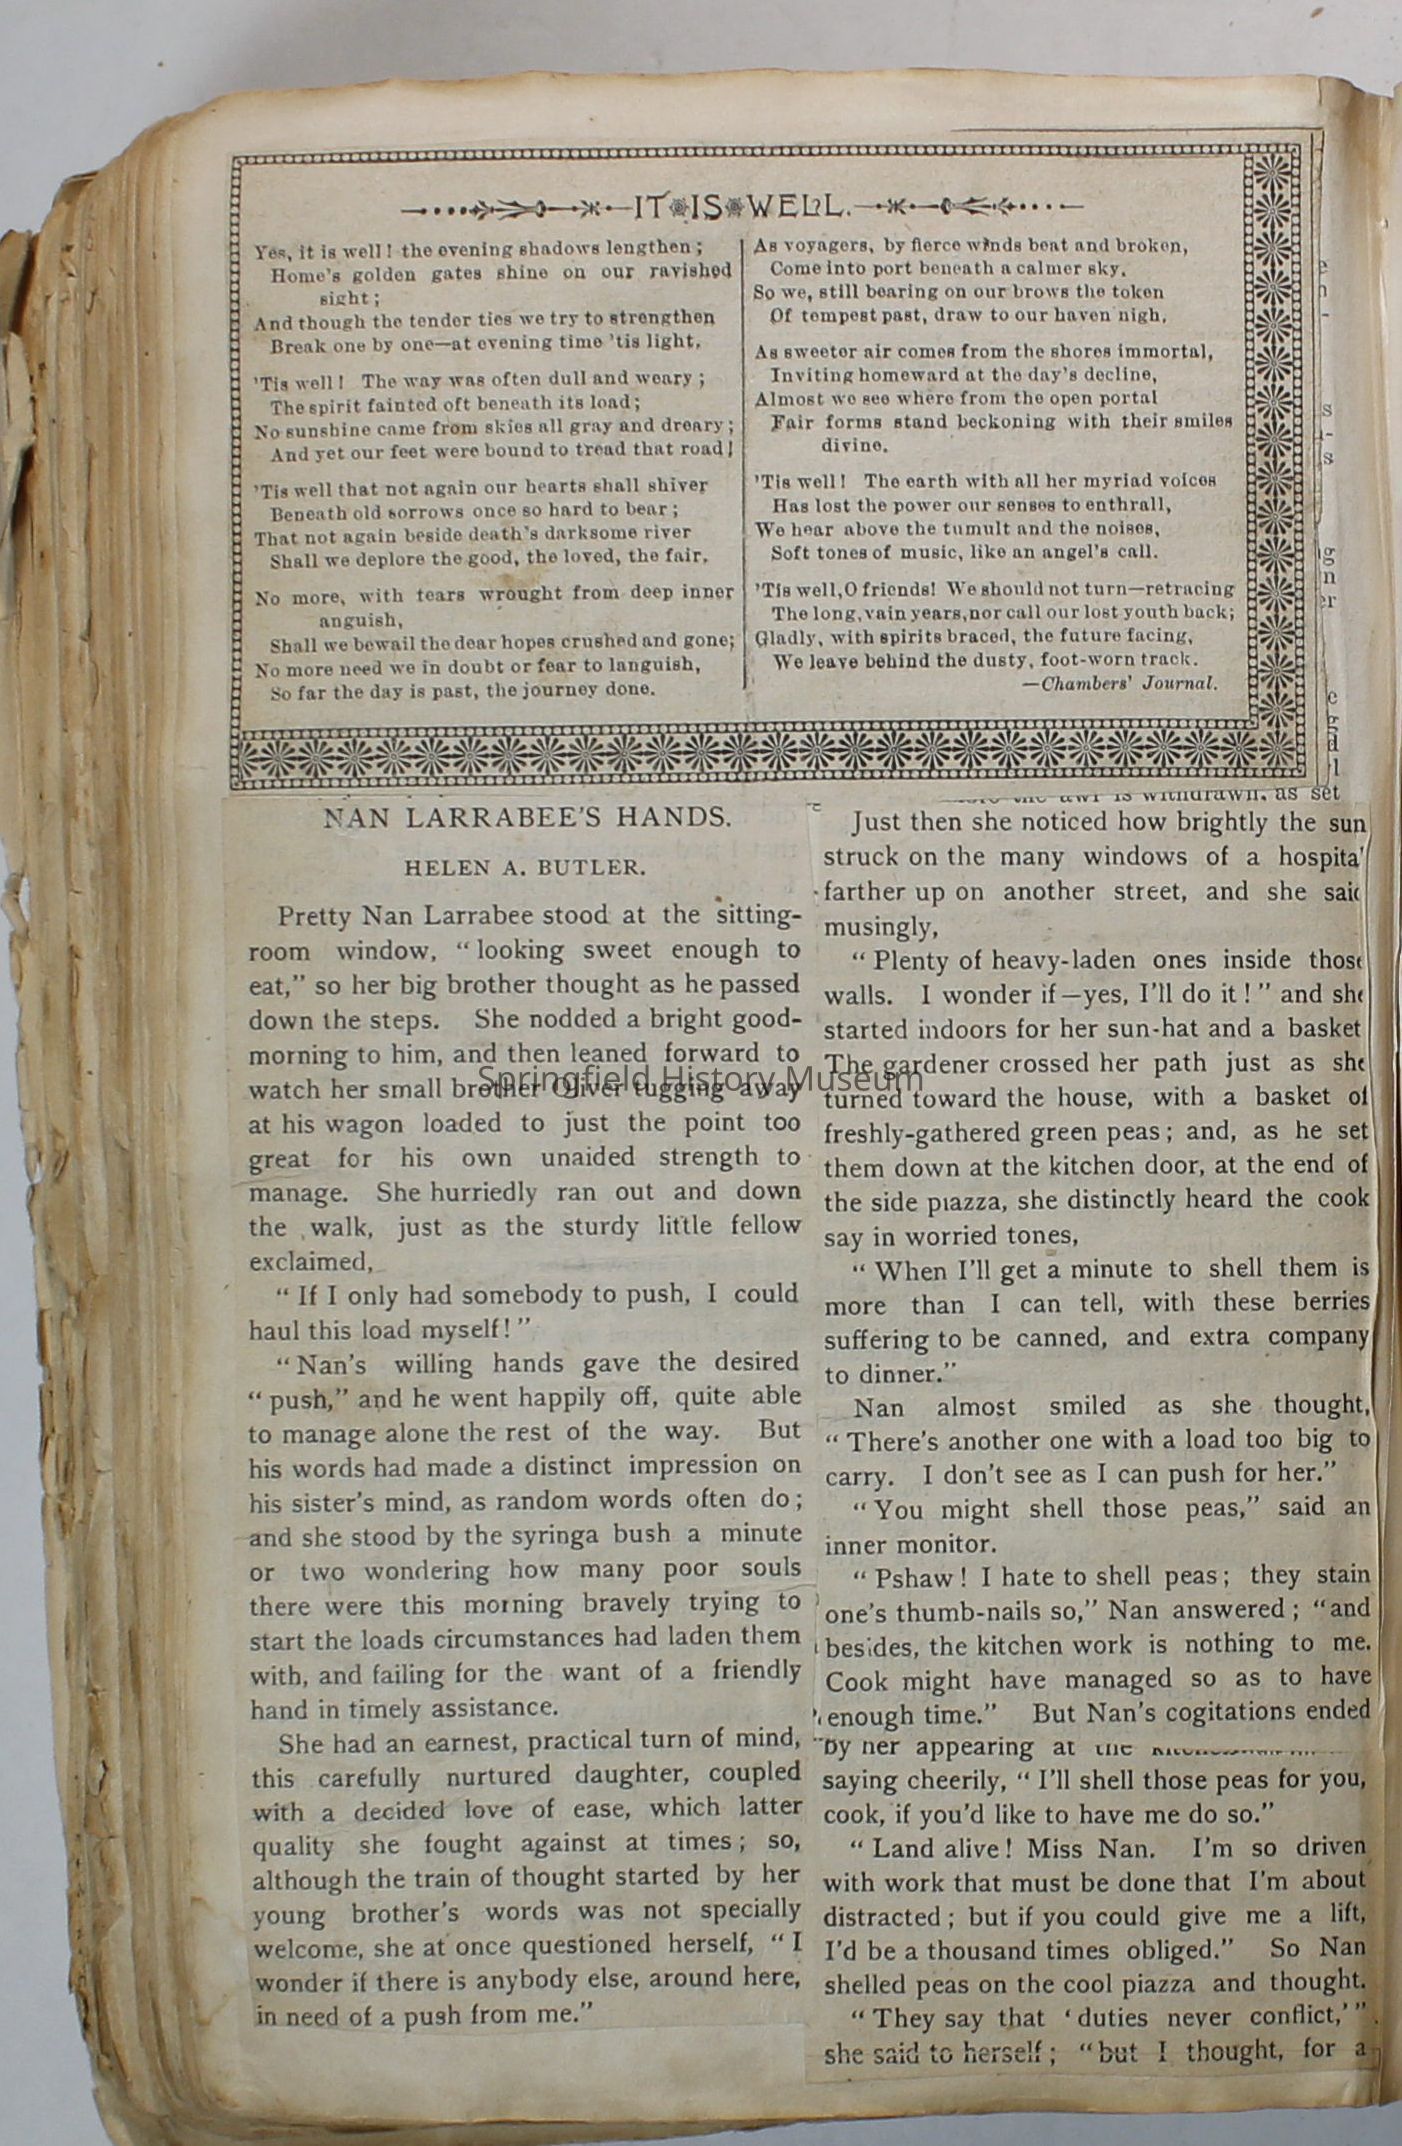 IT IS WELL.
Yes, it is well! the evening shadows lengthen;
Home's golden gates shine on our ravished
sight;
And though the tender ties we try to strengthen
Break one by one—at evening time 'tis light.
'Tis well! The way was often dull and weary;
The spirit fainted oft beneath its load;
No sunshine came from skies all gray and dreary;
And yet our feet were bound to tread that road!
'Tis well that not again our hearts shall shiver
Beneath old sorrows once so hard to bear;
That not again beside death's darksome river
Shall we deplore the good, the loved, the fair.
No more, with tears wrought from deep inner
anguish,
Shall we bewail the dear hopes crushed and gone;
No more need we in doubt or fear to languish,
So far the day is past, the journey done.
As voyagers, by fierce winds beat and broken,
Come into port beneath a calmer sky,
So we, still bearing on our brows the token
Of tempest past, draw to our haven nigh.
As sweeter air comes from the shores immortal,
Inviting homeward at the day's decline,
Almost we see where from the open portal
Fair forms stand beckoning with their smiles
divine.
'Tis well! The earth with all her myriad voices
Has lost the power our senses to enthrall,
We hear above the tumult and the noises,
Soft tones of music, like an angel's call.
'Tis well, O friends! We should not turn—retracing
The long, vain years, nor call our lost youth back;
Gladly, with spirits braced, the future facing,
We leave behind the dusty, foot-worn track.
—Chambers' Journal.
NAN LARRABEE'S HANDS.
HELEN A. BUTLER.
Pretty Nan Larrabee stood at the sitting-
room window, "looking sweet enough to
eat," so her big brother thought as he passed
down the steps. She nodded a bright good-
morning to him, and then leaned forward to
watch her small brother Oliver tugging away
at his wagon loaded to just the point too
great for his own unaided strength to
manage. She hurriedly ran out and down
the walk, just as the sturdy little fellow
exclaimed,
"If I only had somebody to push, I could
haul this load myself!"
"Nan's willing hands gave the desired
"push," and he went happily off, quite able
to manage alone the rest of the way. But
his words had made a distinct impression on
his sister's mind, as random words often do;
and she stood by the syringa bush a minute
or two wondering how many poor souls
there were this morning bravely trying to
start the loads circumstances had laden them
with, and failing for the want of a friendly
hand in timely assistance.
She had an earnest, practical turn of mind,
this carefully nurtured daughter, coupled
with a decided love of ease, which latter
quality she fought against at times; so,
although the train of thought started by her
young brother's words was not specially
welcome, she at once questioned herself, "I
wonder if there is anybody else, around here,
in need of a push from me."
is withdrawn, as set
Just then she noticed how brightly the sun
struck on the many windows of a hospital
farther up on another street, and she said
musingly,
"Plenty of heavy-laden ones inside those
walls. I wonder if—yes, I'll do it!" and she
started indoors for her sun-hat and a basket
The gardener crossed her path just as she
turned toward the house, with a basket of
freshly-gathered green peas; and, as he set
them down at the kitchen door, at the end of
the side piazza, she distinctly heard the cook
say in worried tones,
"When I'll get a minute to shell them is
more than I can tell, with these berries
suffering to be canned, and extra company
to dinner."
Nan almost smiled as she thought,
"There's another one with a load too big to
carry. I don't see as I can push for her."
"You might shell those peas," said an
inner monitor.
"Pshaw! I hate to shell peas; they stain
one's thumb-nails so," Nan answered; "and
besides, the kitchen work is nothing to me.
Cook might have managed so as to have
enough time." But Nan's cogitations ended
by her appearing at the
saying cheerily, "I'll shell those peas for you,
cook, if you'd like to have me do so."
"Land alive! Miss Nan. I'm so driven
with work that must be done that I'm about
distracted; but if you could give me a lift,
I'd be a thousand times obliged." So Nan
shelled peas on the cool piazza and thought.
"They say that 'duties never conflict,'"
she said to herself; "but I thought, for a
Springfield History Museum